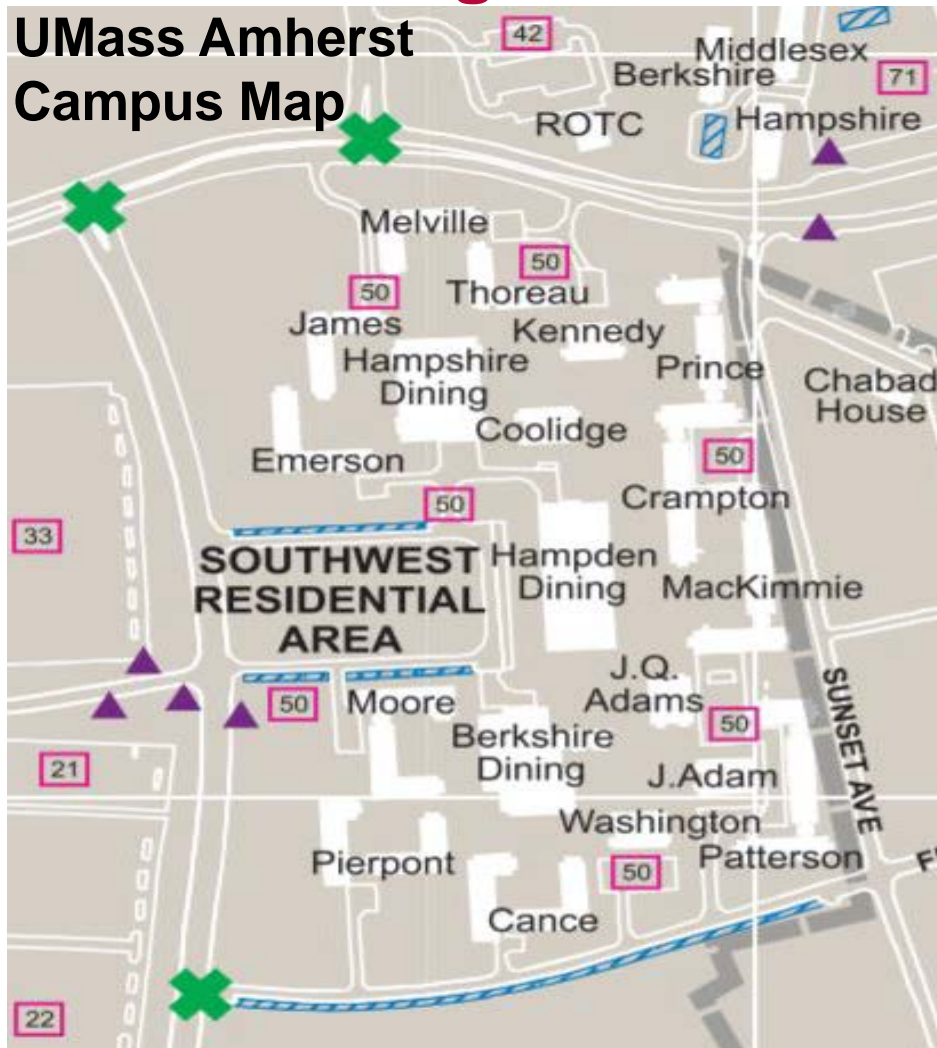 UMass Amherst
Campus Map
42
Middlesex
Berkshire
71
ROTC
Hampshire
Melville
50
50
Thoreau
James
Kennedy
Hampshire
Dining
Prince
Chabad
House
Coolidge
Emerson
50
Crampton
50
33
SOUTHWEST
RESIDENTIAL
AREA
Hampden
Dining
MacKimmie
J.Q.
Adams
SUNSET AVE
50
Moore
50
Berkshire
Dining
21
J.Adam
Washington
Patterson
Pierpont
50
Cance
22